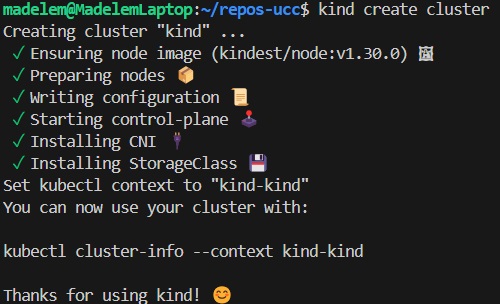 madelem@MadelemLaptop:~/repos-ucc$ kind create cluster
Creating cluster "kind" ...
✓ Ensuring node image (kindest/node:v1.30.0) 🖼
✓ Preparing nodes 📦
✓ Writing configuration 📜
✓ Starting control-plane 🕹️
✓ Installing CNI 🔌
✓ Installing StorageClass 💾
Set kubectl context to "kind-kind"
You can now use your cluster with:

kubectl cluster-info --context kind-kind

Thanks for using kind! 😊